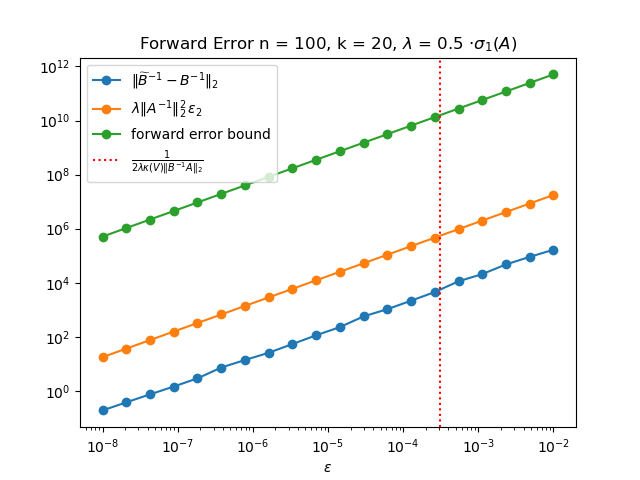 Forward Error n = 100, k = 20, λ = 0.5 ·σ₁(A)
10¹²
10¹⁰
10⁸
10⁶
10⁴
10²
10⁰
‖B̃⁻¹ − B⁻¹‖₂
λ‖A⁻¹‖₂²ε₂
forward error bound
1/(2λκ(V)‖B⁻¹A‖₂)
10⁻⁸ 10⁻⁷ 10⁻⁶ 10⁻⁵ 10⁻⁴ 10⁻³ 10⁻²
ε